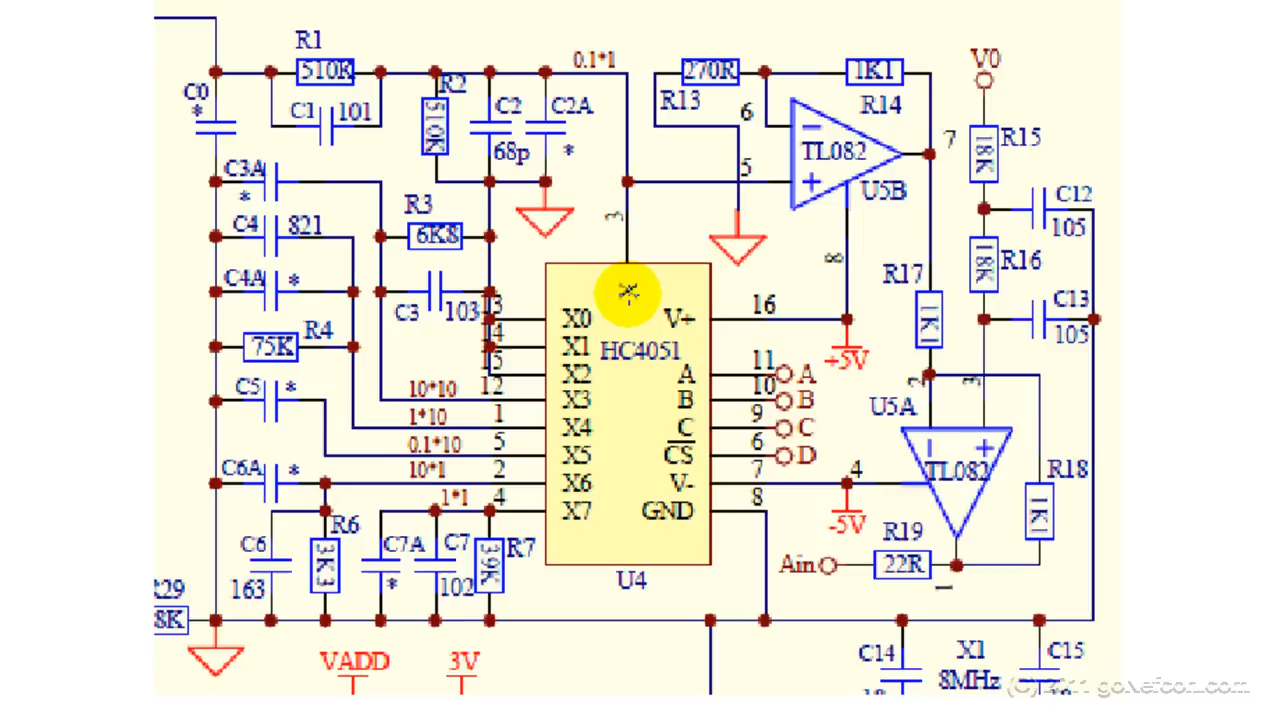 R1
510K
0.1*1
270R
1K1
V0
C0
*
C1
101
R2
510K
C2
C2A
68p
*
R13
R14
6
5
7
TL082
U5B
R15
18K
C12
105
C3A
*
C4
821
R3
6K8
3
8
C4A
*
C3
103
R17
1K1
R16
18K
C13
105
R4
75K
13
14
15
X0
X1
X2
V+
16
HC4051
+5V
C5
*
10*10
12
X3
A
11
A
B
10
B
1*10
1
X4
C
9
C
0.1*10
5
X5
CS
6
D
2
3
U5A
TL082
C6A
*
10*1
2
X6
V-
7
4
-5V
R18
1K1
1*1
4
X7
GND
8
C6
163
R6
3K3
C7A
*
C7
102
R7
39K
U4
Ain
R19
22R
1
R29
8K
VADD
3V
C14
X1
8MHz
C15